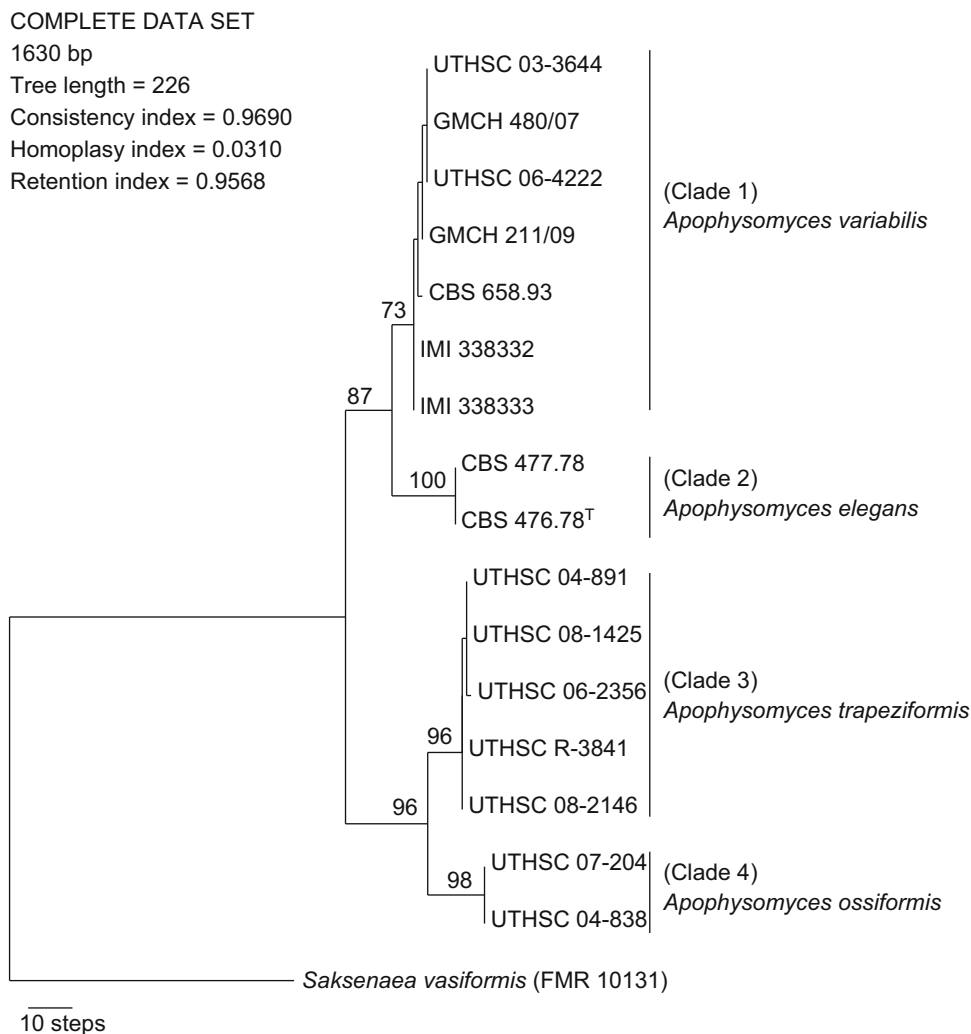 COMPLETE DATA SET
1630 bp
Tree length = 226
Consistency index = 0.9690
Homoplasy index = 0.0310
Retention index = 0.9568
UTHSC 03-3644
GMCH 480/07
UTHSC 06-4222
GMCH 211/09
CBS 658.93
IMI 338332
IMI 338333
(Clade 1)
Apophysomyces variabilis
73
87
CBS 477.78
CBS 476.78ᵀ
100
(Clade 2)
Apophysomyces elegans
UTHSC 04-891
UTHSC 08-1425
UTHSC 06-2356
UTHSC R-3841
UTHSC 08-2146
(Clade 3)
Apophysomyces trapeziformis
96
96
UTHSC 07-204
UTHSC 04-838
98
(Clade 4)
Apophysomyces ossiformis
Saksenaea vasiformis (FMR 10131)
10 steps